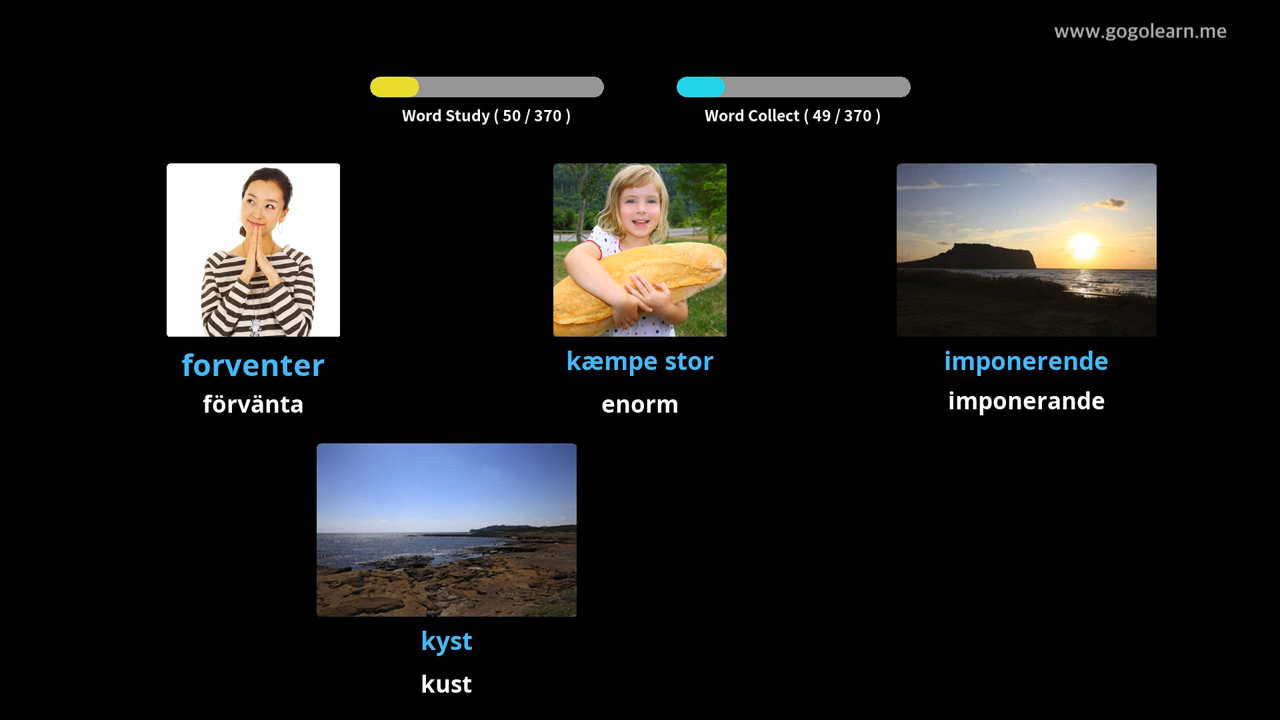 www.gogolearn.me
Word Study ( 50 / 370 )
Word Collect ( 49 / 370 )
forventer
förvänta
kæmpe stor
enorm
imponerende
imponerande
kyst
kust